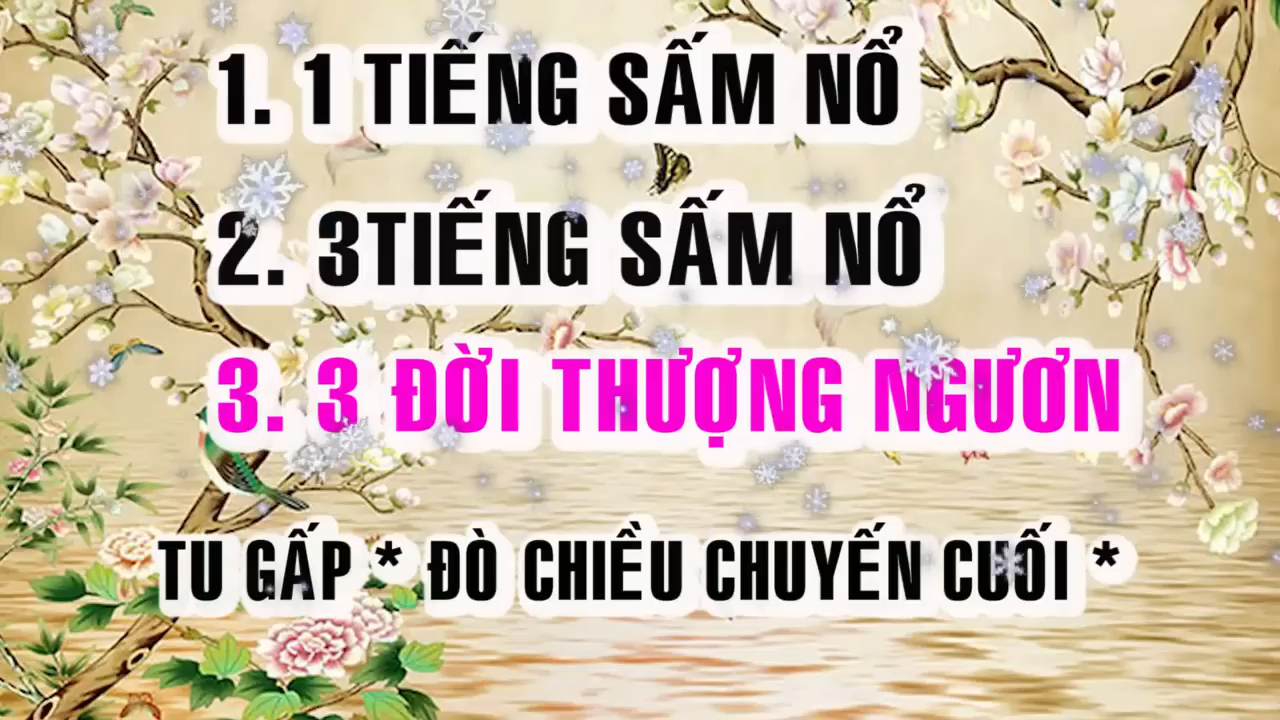 1. 1 TIẾNG SẤM NỔ
2. 3TIẾNG SẤM NỔ
3. 3 ĐỜI THƯỢNG NGƯƠN
TU GẤP * ĐÒ CHIỀU CHUYẾN CUỐI *